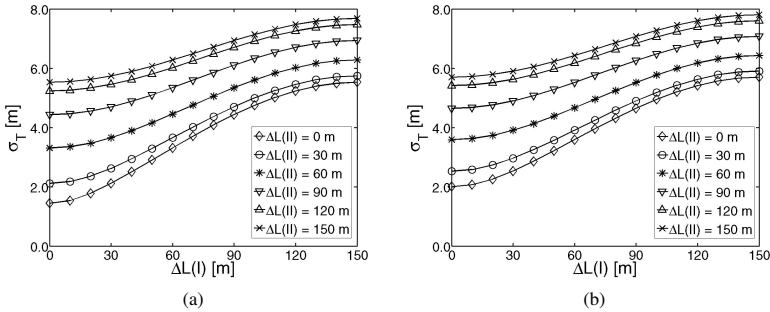 8.0
6.0
4.0
2.0
0.0
σT [m]
0 30 60 90 120 150
ΔL(I) [m]
ΔL(II) = 0 m
ΔL(II) = 30 m
ΔL(II) = 60 m
ΔL(II) = 90 m
ΔL(II) = 120 m
ΔL(II) = 150 m
(a)
8.0
6.0
4.0
2.0
0.0
σT [m]
0 30 60 90 120 150
ΔL(I) [m]
ΔL(II) = 0 m
ΔL(II) = 30 m
ΔL(II) = 60 m
ΔL(II) = 90 m
ΔL(II) = 120 m
ΔL(II) = 150 m
(b)